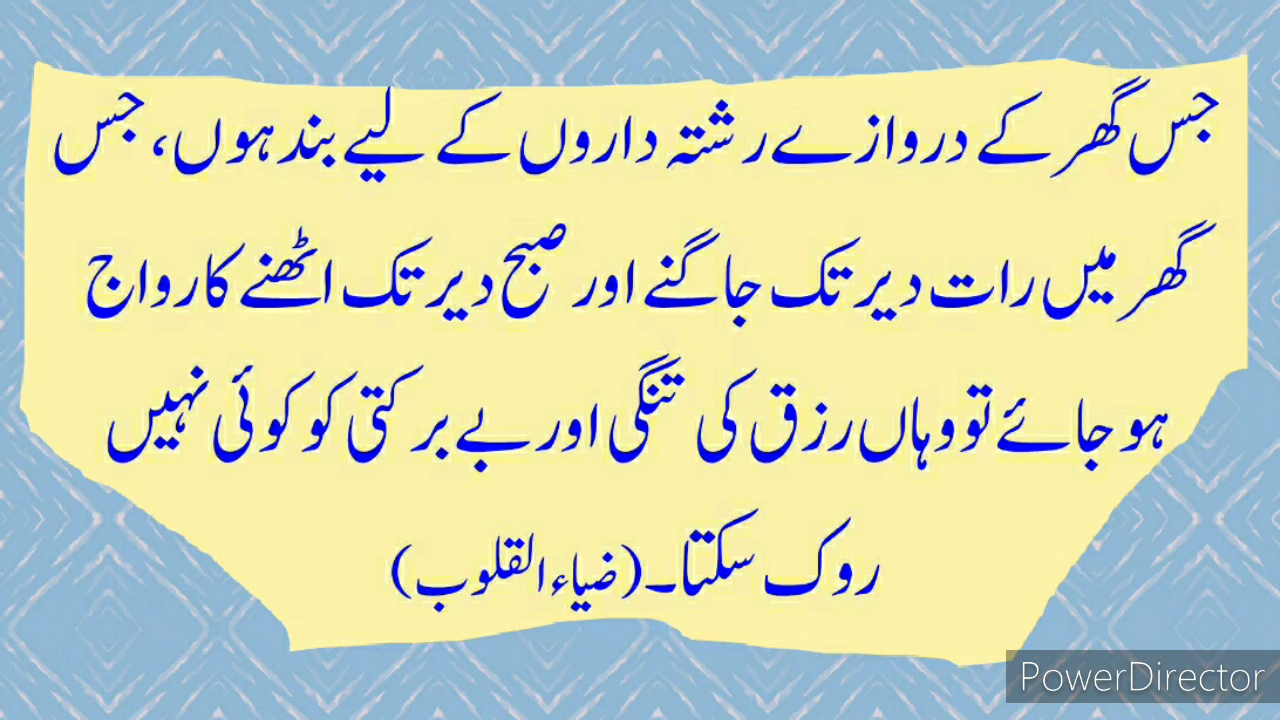 جس گھر کے دروازے رشتہ داروں کے لیے بند ہوں، جس
گھر میں رات دیر تک جاگنے اور صبح دیر تک اٹھنے کا رواج
ہو جائے تو وہاں رزق کی تنگی اور بے برکتی کو کوئی نہیں
روک سکتا۔(ضیاء القلوب)
PowerDirector